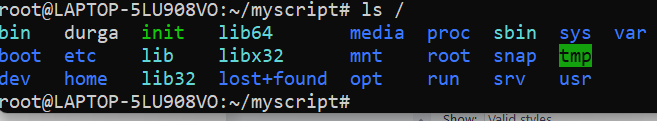 root@LAPTOP-5LU908VO:~/myscript# ls /
bin durga init lib64 media proc sbin sys var
boot etc lib libx32 mnt root snap tmp
dev home lib32 lost+found opt run srv usr
root@LAPTOP-5LU908VO:~/myscript#
Show: Valid styles